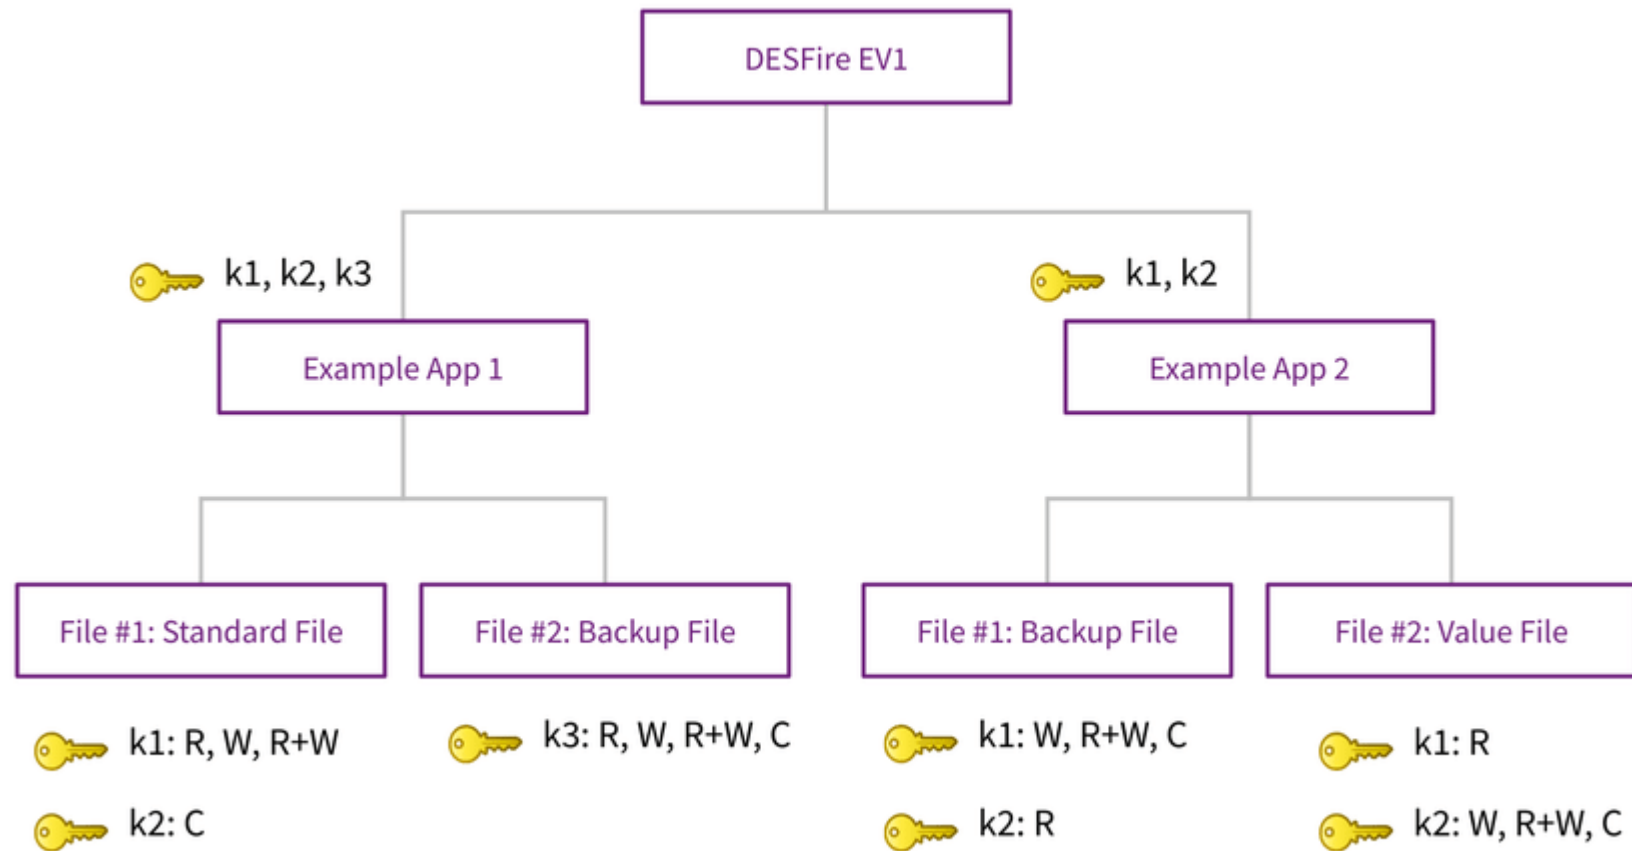 DESFire EV1
k1, k2, k3
k1, k2
Example App 1
Example App 2
File #1: Standard File
File #2: Backup File
File #1: Backup File
File #2: Value File
k1: R, W, R+W
k3: R, W, R+W, C
k1: W, R+W, C
k1: R
k2: C
k2: R
k2: W, R+W, C